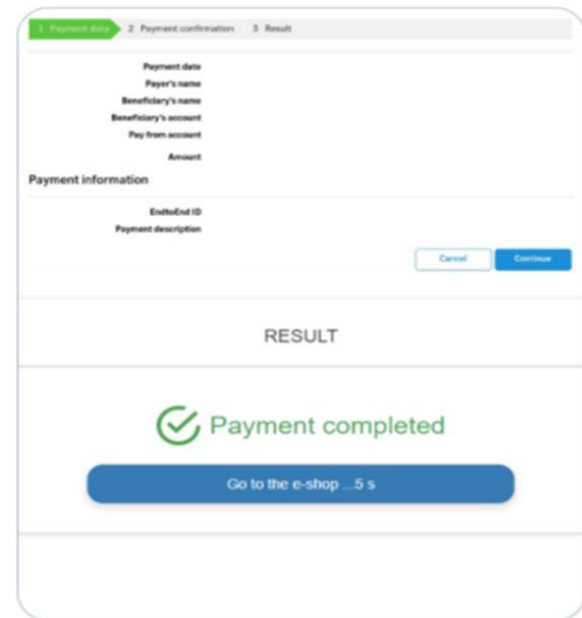 1 Payment data 2 Payment confirmation 3 Result
Payment date
Payer's name
Beneficiary's name
Beneficiary's account
Pay from account
Amount
Payment information
EndtoEnd ID
Payment description
Cancel Continue
RESULT
Payment completed
Go to the e-shop ...5 s